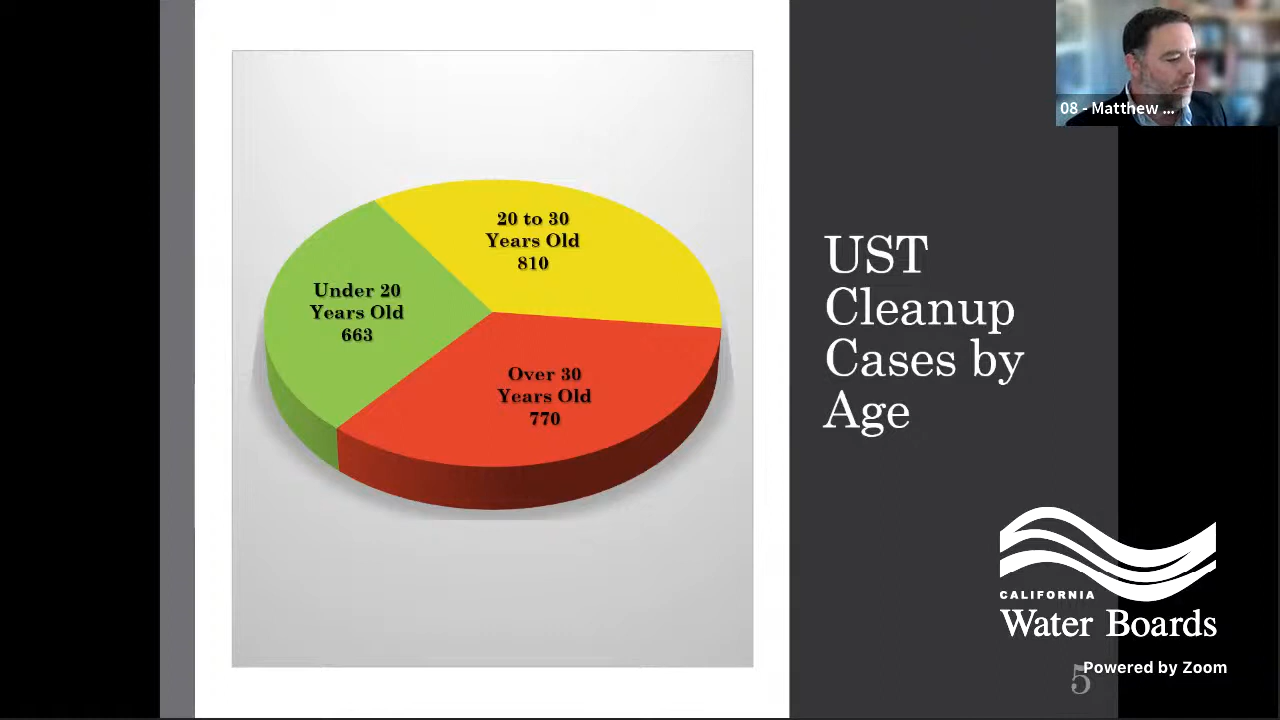 20 to 30
Years Old
810
Under 20
Years Old
663
Over 30
Years Old
770
UST
Cleanup
Cases by
Age
08 - Matthew ...
CALIFORNIA
Water Boards
Powered by Zoom
5